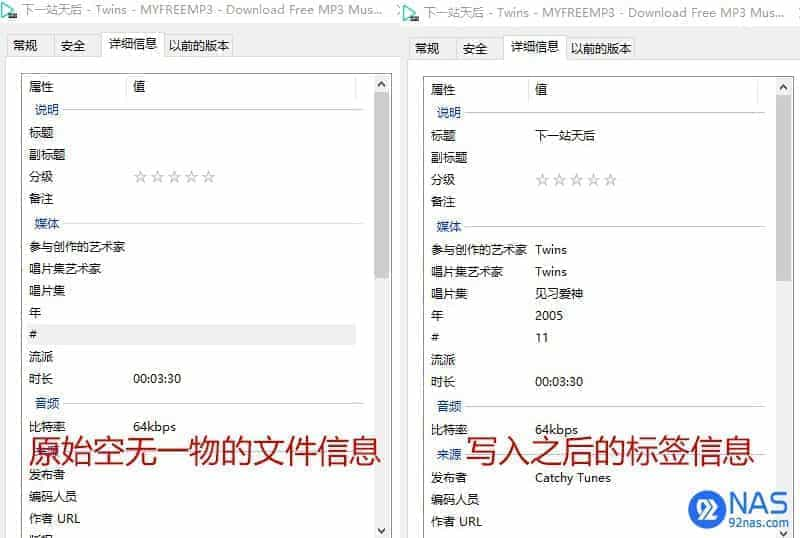 下一站天后 - Twins - MYFREEMP3 - Download Free MP3 Mus...
常规 安全 详细信息 以前的版本
属性 值
说明
标题
副标题
分级 ☆☆☆☆☆
备注
媒体
参与创作的艺术家
唱片集艺术家
唱片集
年
#
流派
时长 00:03:30
音频
比特率 64kbps
原始空无一物的文件信息
来源
发布者
编码人员
作者 URL
下一站天后 - Twins - MYFREEMP3 - Download Free MP3 Mus...
常规 安全 详细信息 以前的版本
属性 值
说明
标题 下一站天后
副标题
分级 ☆☆☆☆☆
备注
媒体
参与创作的艺术家 Twins
唱片集艺术家 Twins
唱片集 见习爱神
年 2005
# 11
流派
时长 00:03:30
音频
比特率 64kbps
写入之后的标签信息
来源
发布者 Catchy Tunes
编码人员
作者 URL
92 NAS
92nas.com